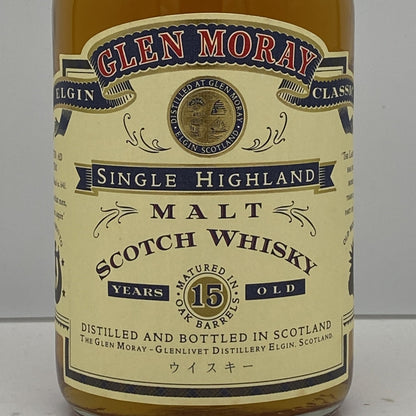 GLEN MORAY
ELGIN
CLASSIC
DISTILLED AT GLEN MORAY
ELGIN SCOTLAND
SINGLE HIGHLAND
MALT
SCOTCH WHISKY
MATURED IN
YEARS 15 OLD
OAK BARRELS
DISTILLED AND BOTTLED IN SCOTLAND
THE GLEN MORAY - GLENLIVET DISTILLERY ELGIN, SCOTLAND.
ウイスキー